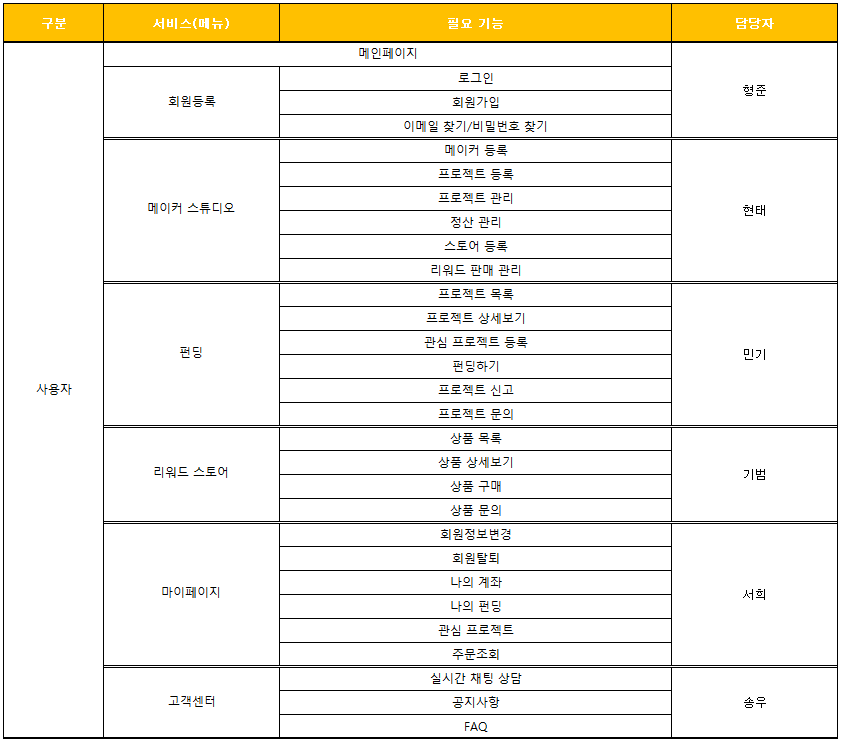 구분 서비스(메뉴) 필요 기능 담당자
메인페이지
로그인
회원등록 회원가입 형준
이메일 찾기/비밀번호 찾기
메이커 등록
프로젝트 등록
프로젝트 관리
메이커 스튜디오 현태
정산 관리
스토어 등록
리워드 판매 관리
프로젝트 목록
프로젝트 상세보기
관심 프로젝트 등록
펀딩 민기
펀딩하기
사용자 프로젝트 신고
프로젝트 문의
상품 목록
상품 상세보기
리워드 스토어 기범
상품 구매
상품 문의
회원정보변경
회원탈퇴
나의 계좌
마이페이지 서희
나의 펀딩
관심 프로젝트
주문조회
실시간 채팅 상담
고객센터 공지사항 송우
FAQ